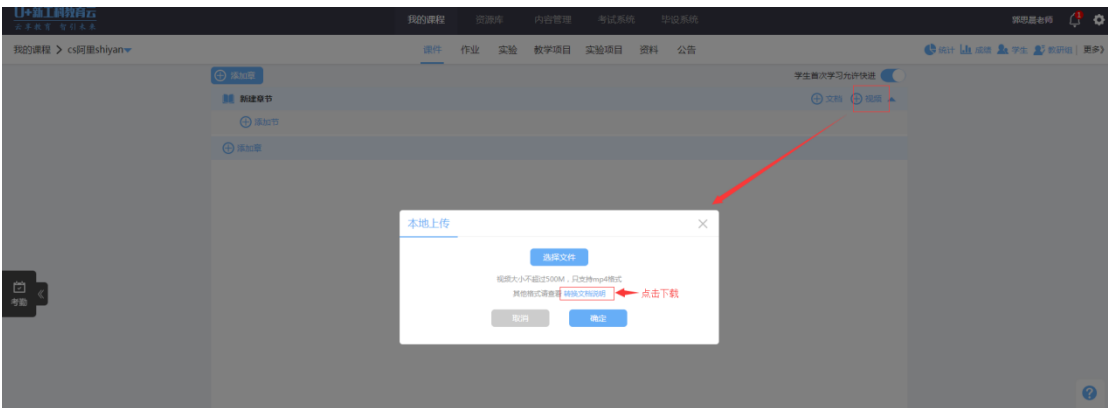 U+新工科教育云
我的课程 资源库 内容管理 考试系统 毕设系统
郭思磊老师
我的课程 > cs阿里shiyan
课件 作业 实验 教学项目 实验项目 资料 公告
统计 成绩 学生 教研组 | 更多
添加章
学生首次学习允许快进
新建章节
文档 视频
添加节
添加章
本地上传
选择文件
视频大小不超过500M，只支持mp4格式
其他格式请查看 转换文档说明
点击下载
取消 确定
考勤